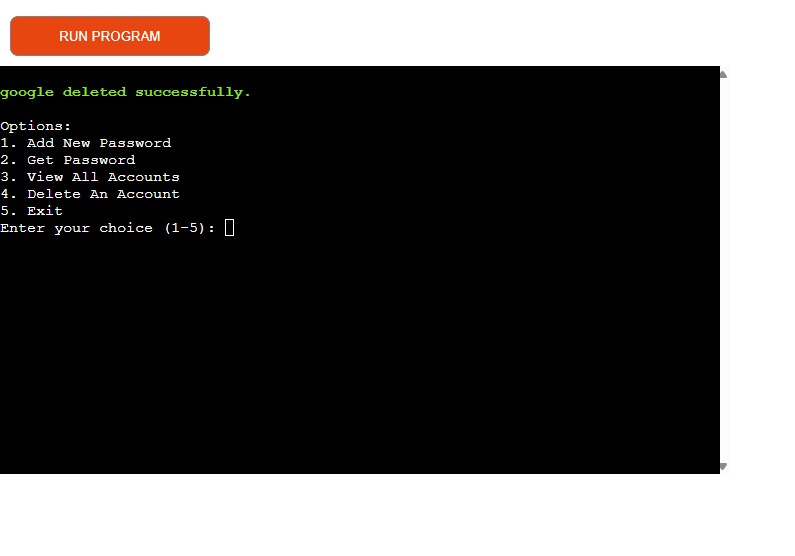 RUN PROGRAM
google deleted successfully.
Options:
1. Add New Password
2. Get Password
3. View All Accounts
4. Delete An Account
5. Exit
Enter your choice (1-5):